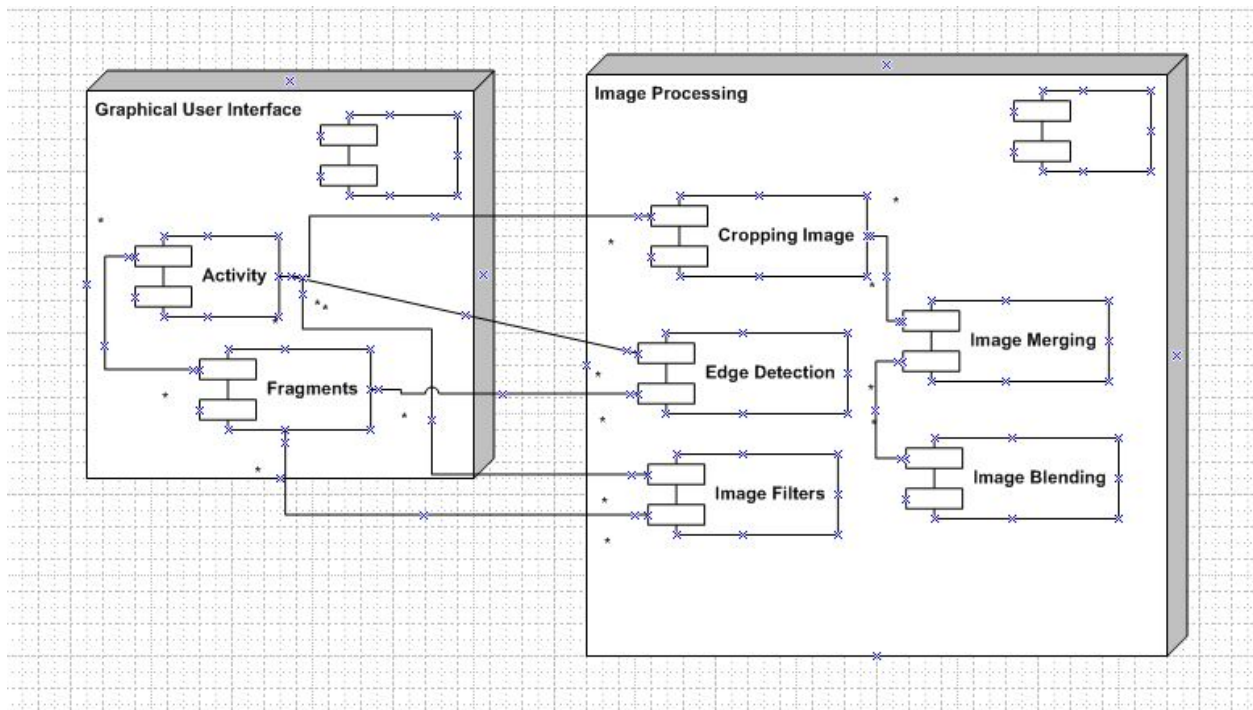 Graphical User Interface
Image Processing
*
*
Cropping Image
*
Activity
*
*
*
*
*
Image Merging
Edge Detection
*
Fragments
*
*
*
*
*
*
Image Blending
Image Filters
*
*